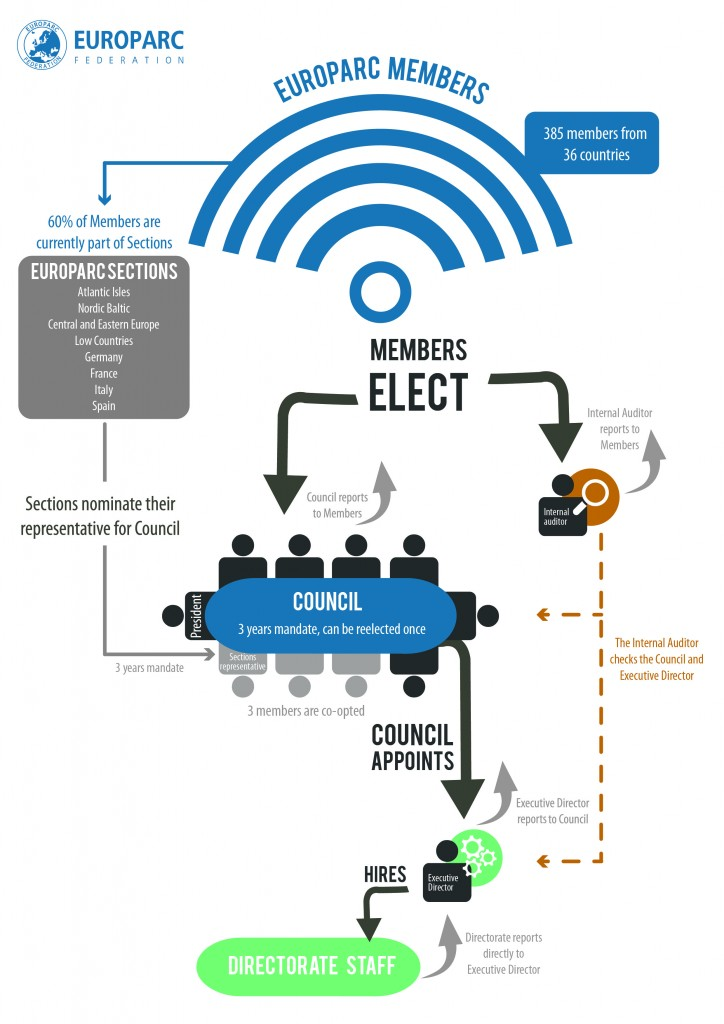 EUROPARC
FEDERATION
EUROPARC
FEDERATION
EUROPARC MEMBERS
385 members from
36 countries
60% of Members are
currently part of Sections
EUROPARC SECTIONS
Atlantic Isles
Nordic Baltic
Central and Eastern Europe
Low Countries
Germany
France
Italy
Spain
MEMBERS
ELECT
Internal Auditor
reports to
Members
Internal
auditor
Council reports
to Members
Sections nominate their
representative for Council
President
COUNCIL
3 years mandate, can be reelected once
The Internal Auditor
checks the Council and
Executive Director
3 years mandate
Sections
representative
3 members are co-opted
COUNCIL
APPOINTS
Executive Director
reports to Council
HIRES
Executive
Director
Directorate reports
directly to
Executive Director
DIRECTORATE STAFF